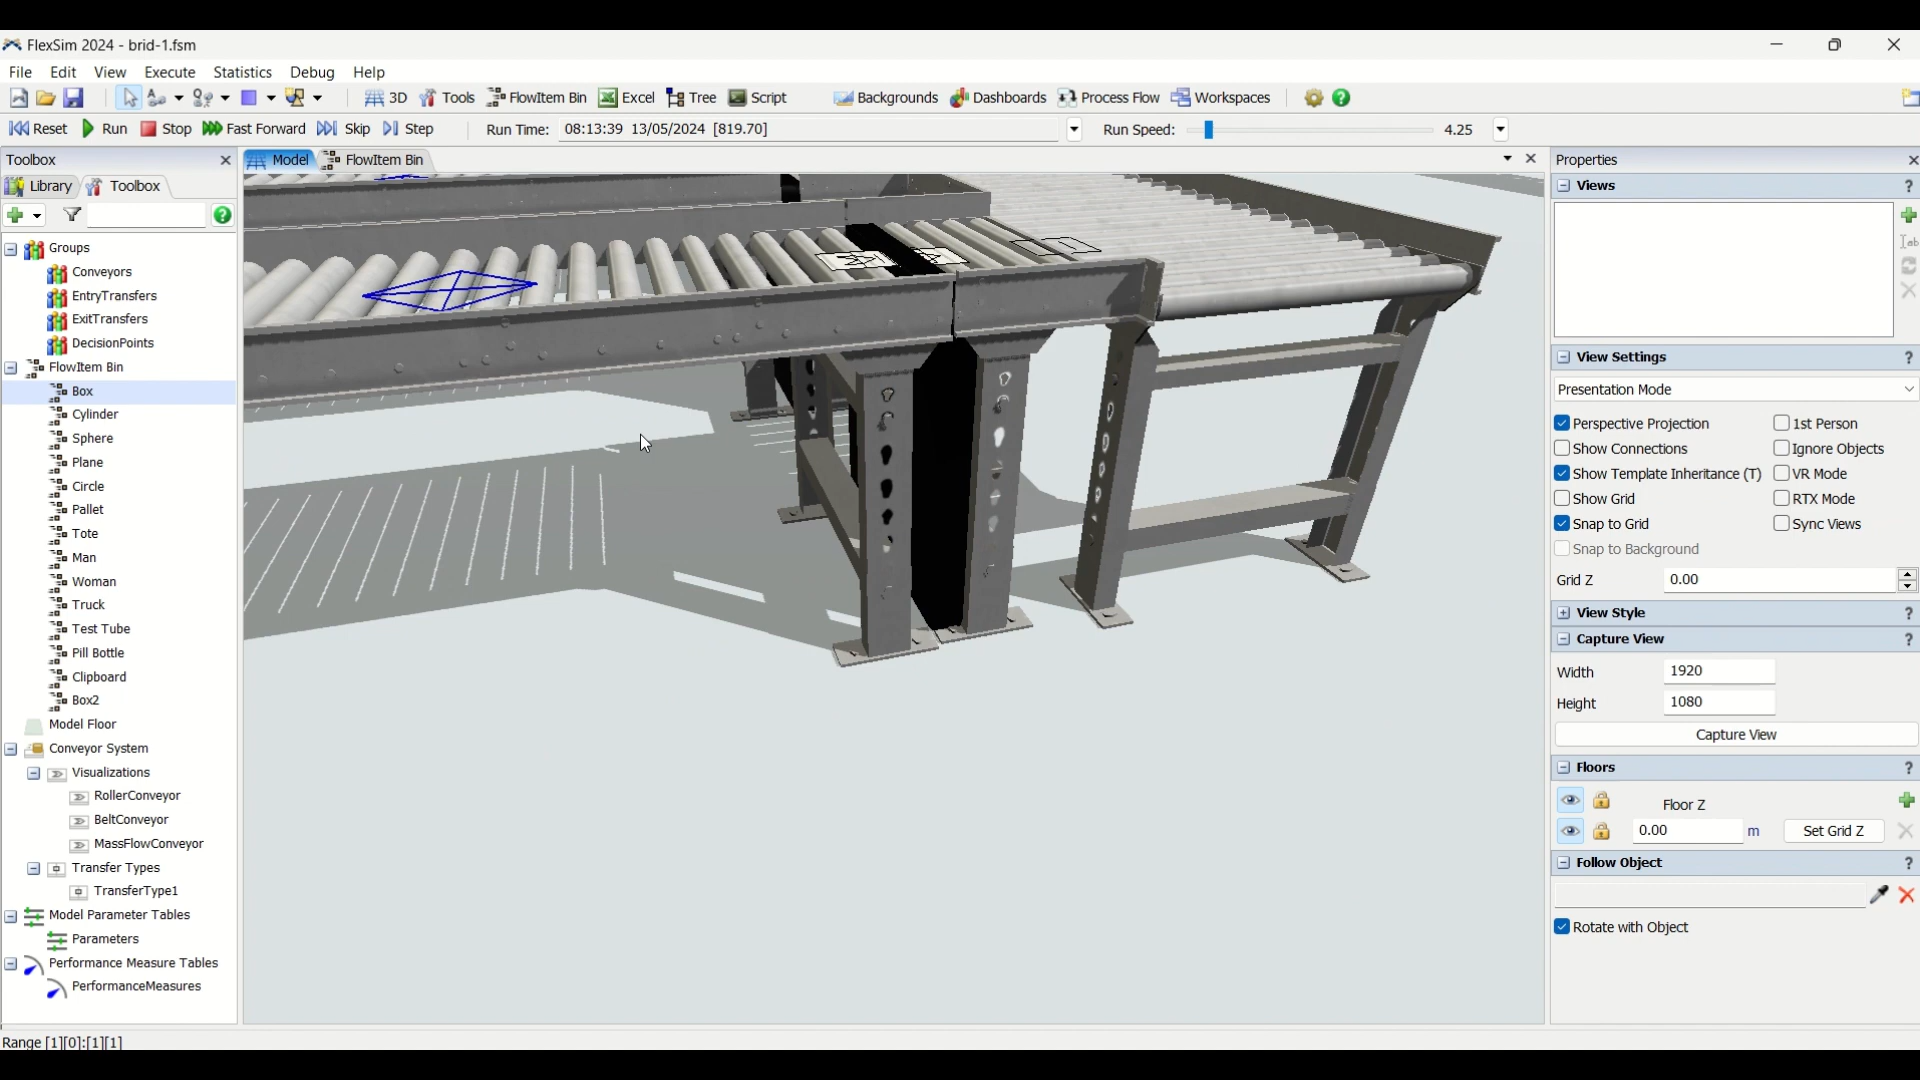 FlexSim 2024 - brid-1.fsm
File Edit View Execute Statistics Debug Help
3D Tools FlowItem Bin Excel Tree Script Backgrounds Dashboards Process Flow Workspaces
Reset Run Stop Fast Forward Skip Step Run Time: 08:13:39 13/05/2024 [819.70] Run Speed: 4.25
Toolbox
Model FlowItem Bin
Library Toolbox
Groups
Conveyors
EntryTransfers
ExitTransfers
DecisionPoints
FlowItem Bin
Box
Cylinder
Sphere
Plane
Circle
Pallet
Tote
Man
Woman
Truck
Test Tube
Pill Bottle
Clipboard
Box2
Model Floor
Conveyor System
Visualizations
RollerConveyor
BeltConveyor
MassFlowConveyor
Transfer Types
TransferType1
Model Parameter Tables
Parameters
Performance Measure Tables
PerformanceMeasures
Range [1][0]:[1][1]
Properties
Views
View Settings
Presentation Mode
Perspective Projection 1st Person
Show Connections Ignore Objects
Show Template Inheritance (T) VR Mode
Show Grid RTX Mode
Snap to Grid Sync Views
Snap to Background
Grid Z 0.00
View Style
Capture View
Width 1920
Height 1080
Capture View
Floors
Floor Z
0.00 m Set Grid Z
Follow Object
Rotate with Object